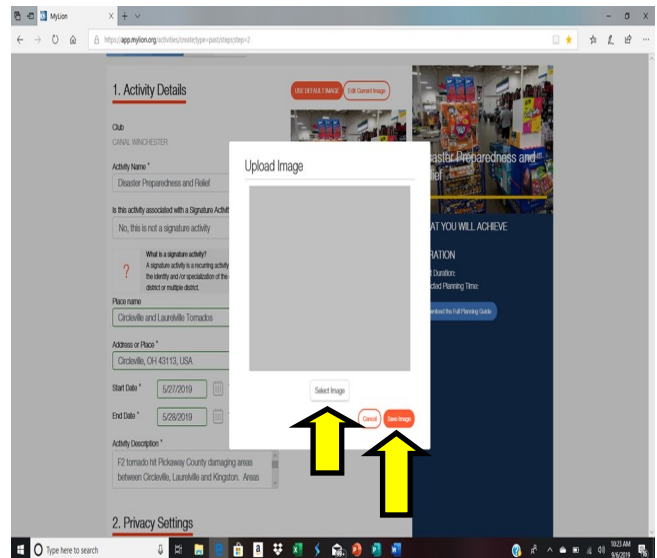 MyLion
https://app.mylion.org/activities/create;type=past/steps;step=2
1. Activity Details
USE DEFAULT IMAGE
Edit Current Image
Club
CANAL WINCHESTER
Activity Name *
Disaster Preparedness and Relief
Is this activity associated with a Signature Activit
No, this is not a signature activity
?
What is a signature activity?
A signature activity is a recurring activity
the identity and /or specialization of the
district or multiple district.
Place name
Circleville and Laurelville Tornados
Address or Place *
Circleville, OH 43113, USA
Start Date *
5/27/2019
End Date *
5/28/2019
Activity Description *
F2 tornado hit Pickaway County damaging areas
between Circleville, Laurelville and Kingston. Areas
2. Privacy Settings
Upload Image
Select Image
Cancel
Save Image
aster Preparedness and
ief
AT YOU WILL ACHIEVE
RATION
t Duration:
cted Planning Time:
wnload the Full Planning Guide
Type here to search
10:23 AM
9/6/2019